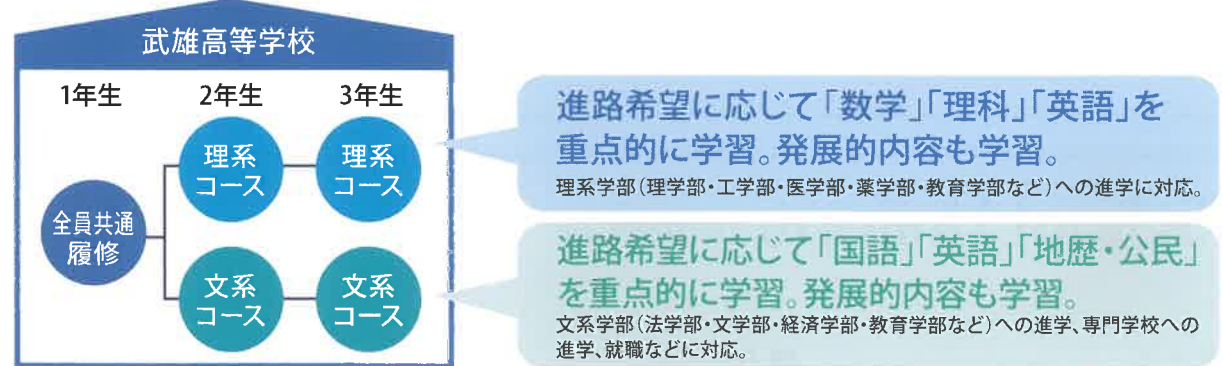 武雄高等学校
1年生
2年生
3年生
全員共通
履修
理系
コース
理系
コース
文系
コース
文系
コース
進路希望に応じて「数学」「理科」「英語」を
重点的に学習。発展的内容も学習。
理系学部(理学部・工学部・医学部・薬学部・教育学部など)への進学に対応。
進路希望に応じて「国語」「英語」「地歴・公民」
を重点的に学習。発展的内容も学習。
文系学部(法学部・文学部・経済学部・教育学部など)への進学、専門学校への
進学、就職などに対応。